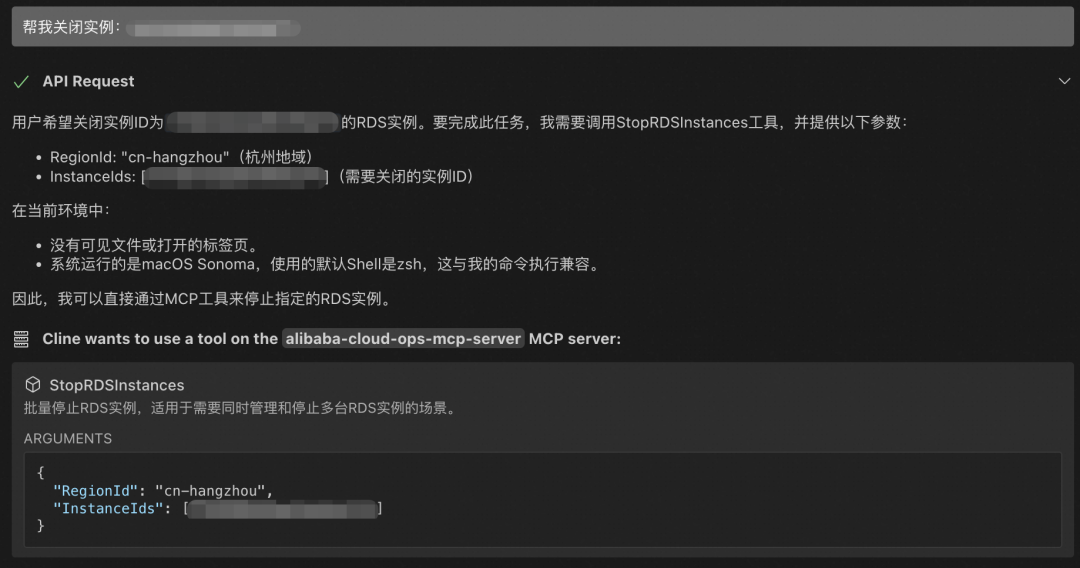 帮我关闭实例：
API Request
用户希望关闭实例ID为 的RDS实例。要完成此任务，我需要调用StopRDSInstances工具，并提供以下参数：
• RegionId: "cn-hangzhou"（杭州地域）
• InstanceIds: [ ]（需要关闭的实例ID）
在当前环境中：
• 没有可见文件或打开的标签页。
• 系统运行的是macOS Sonoma，使用的默认Shell是zsh，这与我的命令执行兼容。
因此，我可以直接通过MCP工具来停止指定的RDS实例。
Cline wants to use a tool on the alibaba-cloud-ops-mcp-server MCP server:
StopRDSInstances
批量停止RDS实例，适用于需要同时管理和停止多台RDS实例的场景。
ARGUMENTS
{
"RegionId": "cn-hangzhou",
"InstanceIds": [ ]
}